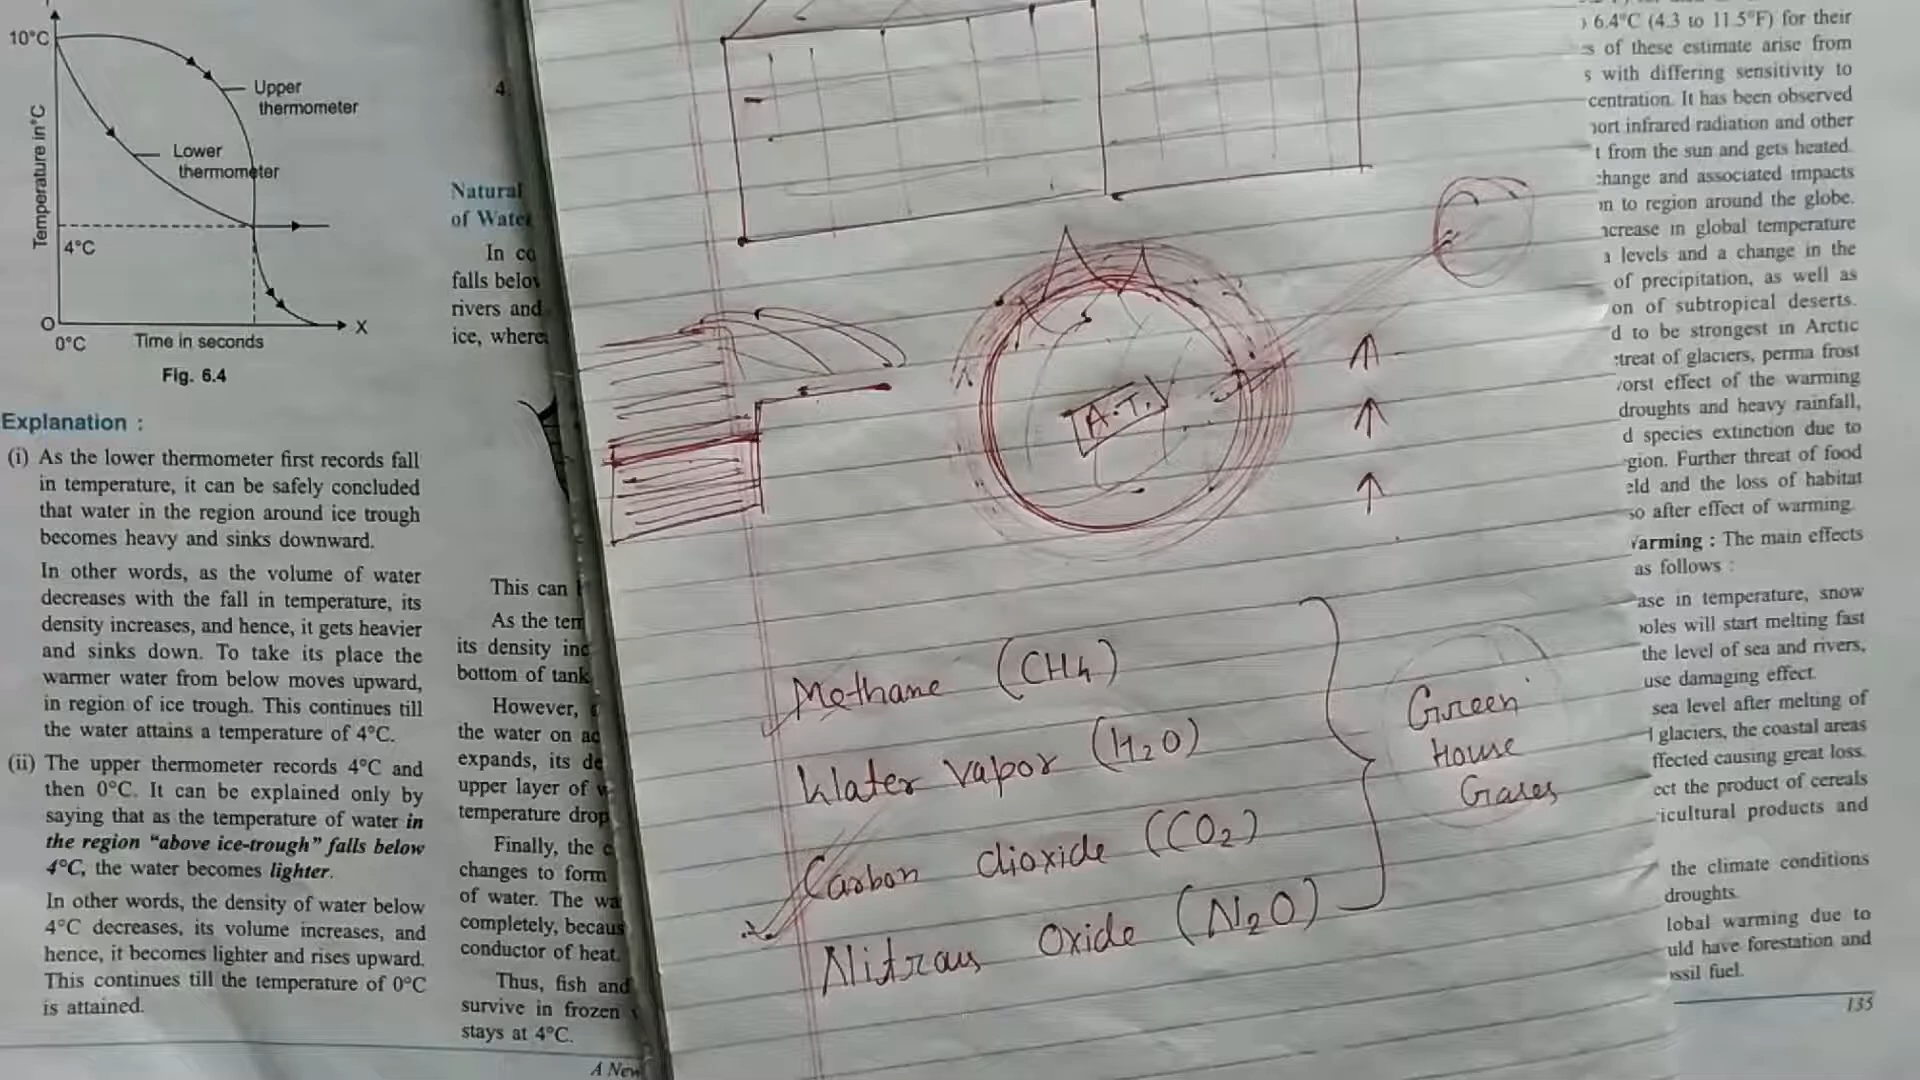 10°C
Upper
thermometer
Lower
thermometer
Temperature in°C
4°C
O
X
0°C
Time in seconds
Fig. 6.4
Explanation :
(i) As the lower thermometer first records fall
in temperature, it can be safely concluded
that water in the region around ice trough
becomes heavy and sinks downward.
In other words, as the volume of water
decreases with the fall in temperature, its
density increases, and hence, it gets heavier
and sinks down. To take its place the
warmer water from below moves upward,
in region of ice trough. This continues till
the water attains a temperature of 4°C.
(ii) The upper thermometer records 4°C and
then 0°C. It can be explained only by
saying that as the temperature of water in
the region “above ice-trough” falls below
4°C, the water becomes lighter.
In other words, the density of water below
4°C decreases, its volume increases, and
hence, it becomes lighter and rises upward.
This continues till the temperature of 0°C
is attained.
4.
Natural
of Water
In co
falls below
rivers and
ice, where
This can
As the tem
its density inc
bottom of tank
However,
the water on ac
expands, its de
upper layer of
temperature drop
Finally, the
changes to form
of water. The wa
completely, becaus
conductor of heat.
Thus, fish and
survive in frozen
stays at 4°C.
A New
A.T.
Methane (CH4)
Water vapor (H2O)
Carbon dioxide (CO2)
Nitrous Oxide (N2O)
Green
House
Gases
6.4°C (4.3 to 11.5°F) for their
of these estimate arise from
s with differing sensitivity to
centration. It has been observed
ort infrared radiation and other
t from the sun and gets heated.
change and associated impacts
n to region around the globe.
ncrease in global temperature
levels and a change in the
of precipitation, as well as
on of subtropical deserts.
d to be strongest in Arctic
treat of glaciers, perma frost
orst effect of the warming
droughts and heavy rainfall,
d species extinction due to
gion. Further threat of food
eld and the loss of habitat
so after effect of warming.
arming : The main effects
as follows :
ase in temperature, snow
poles will start melting fast
the level of sea and rivers,
use damaging effect.
sea level after melting of
glaciers, the coastal areas
ffected causing great loss.
ect the product of cereals
icultural products and
the climate conditions
droughts.
lobal warming due to
uld have forestation and
ossil fuel.
135